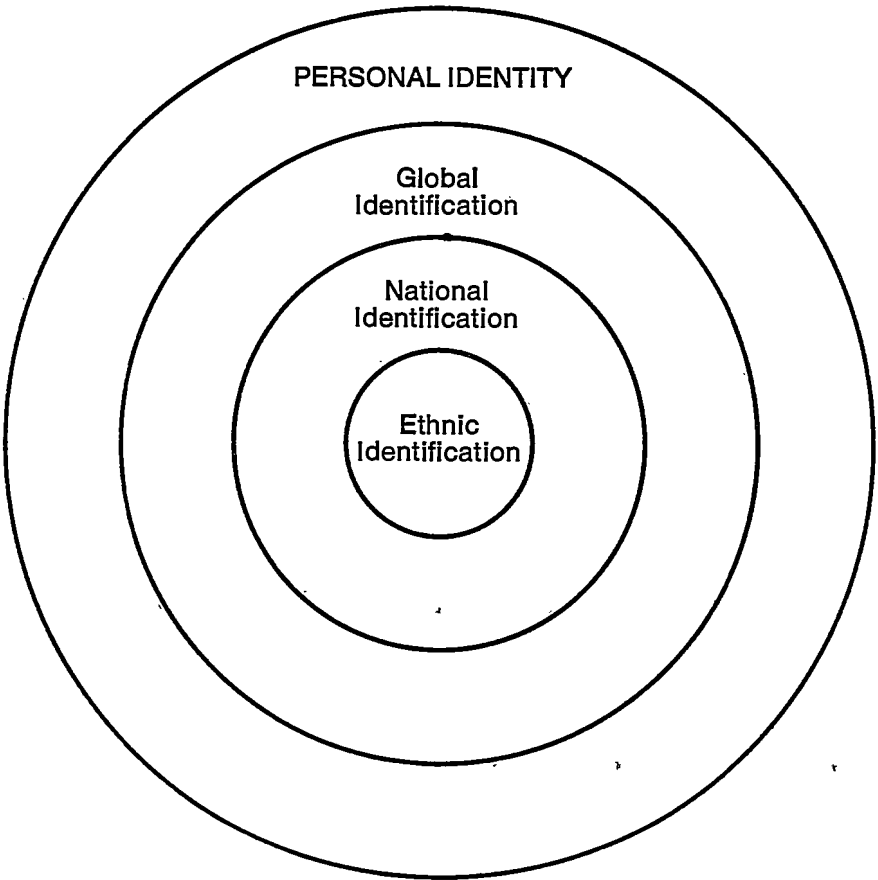 PERSONAL IDENTITY
Global
Identification
National
Identification
Ethnic
Identification